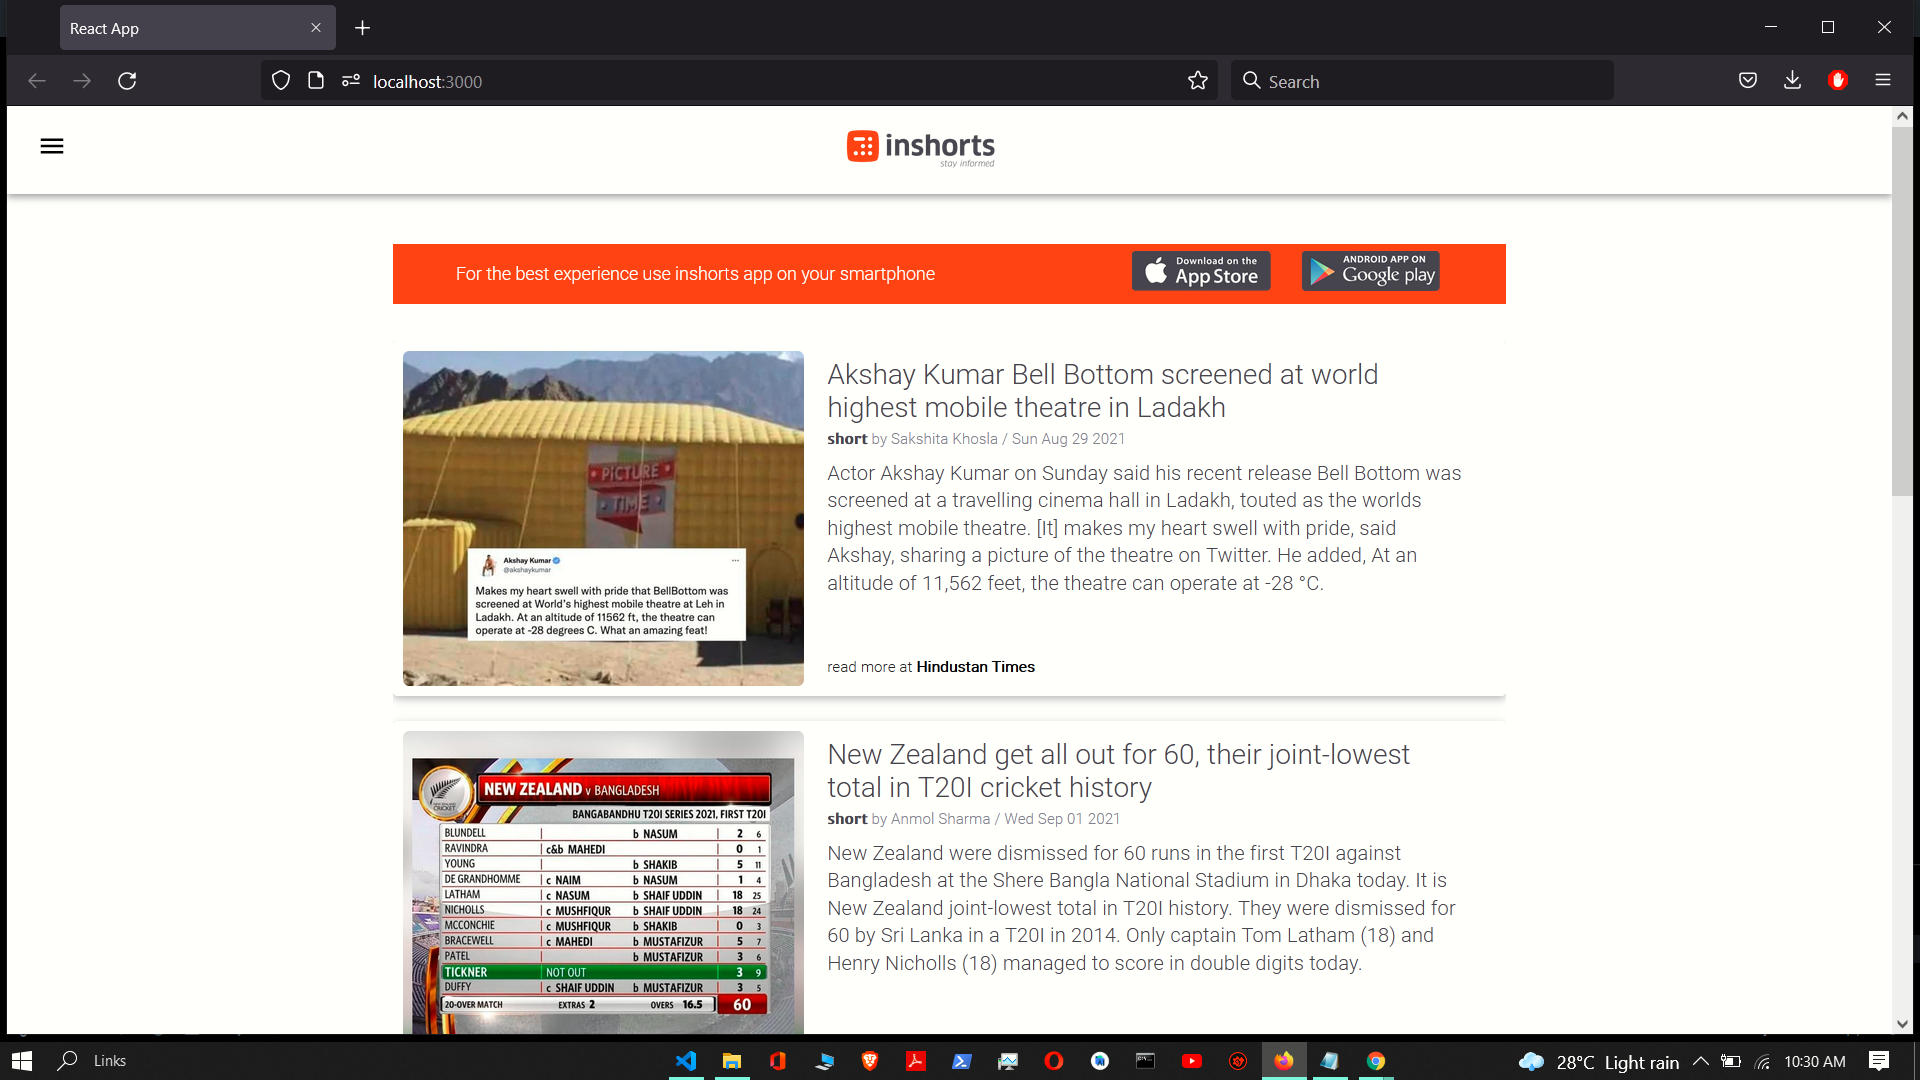 React App
localhost:3000
Search
inshorts
stay informed
For the best experience use inshorts app on your smartphone
Download on the
App Store
ANDROID APP ON
Google play
PICTURE
TIME
Akshay Kumar
@akshaykumar
Makes my heart swell with pride that BellBottom was
screened at World's highest mobile theatre at Leh in
Ladakh. At an altitude of 11562 ft, the theatre can
operate at -28 degrees C. What an amazing feat!
Akshay Kumar Bell Bottom screened at world
highest mobile theatre in Ladakh
short by Sakshita Khosla / Sun Aug 29 2021
Actor Akshay Kumar on Sunday said his recent release Bell Bottom was
screened at a travelling cinema hall in Ladakh, touted as the worlds
highest mobile theatre. [It] makes my heart swell with pride, said
Akshay, sharing a picture of the theatre on Twitter. He added, At an
altitude of 11,562 feet, the theatre can operate at -28 °C.
read more at Hindustan Times
NEW ZEALAND v BANGLADESH
BANGABANDHU T20I SERIES 2021, FIRST T20I
BLUNDELL b NASUM 2 6
RAVINDRA c&b MAHEDI 0 1
YOUNG b SHAKIB 5 11
DE GRANDHOMME c NAIM b NASUM 1 4
LATHAM c NASUM b SHAIF UDDIN 18 25
NICHOLLS c MUSHFIQUR b SHAIF UDDIN 18 24
MCCONCHIE c MUSHFIQUR b SHAKIB 0 3
BRACEWELL c MAHEDI b MUSTAFIZUR 5 7
PATEL b MUSTAFIZUR 3 6
TICKNER NOT OUT 3 9
DUFFY c SHAIF UDDIN b MUSTAFIZUR 3 5
20-OVER MATCH EXTRAS 2 OVERS 16.5 60
New Zealand get all out for 60, their joint-lowest
total in T20I cricket history
short by Anmol Sharma / Wed Sep 01 2021
New Zealand were dismissed for 60 runs in the first T20I against
Bangladesh at the Shere Bangla National Stadium in Dhaka today. It is
New Zealand joint-lowest total in T20I history. They were dismissed for
60 by Sri Lanka in a T20I in 2014. Only captain Tom Latham (18) and
Henry Nicholls (18) managed to score in double digits today.
Links
28°C Light rain
10:30 AM